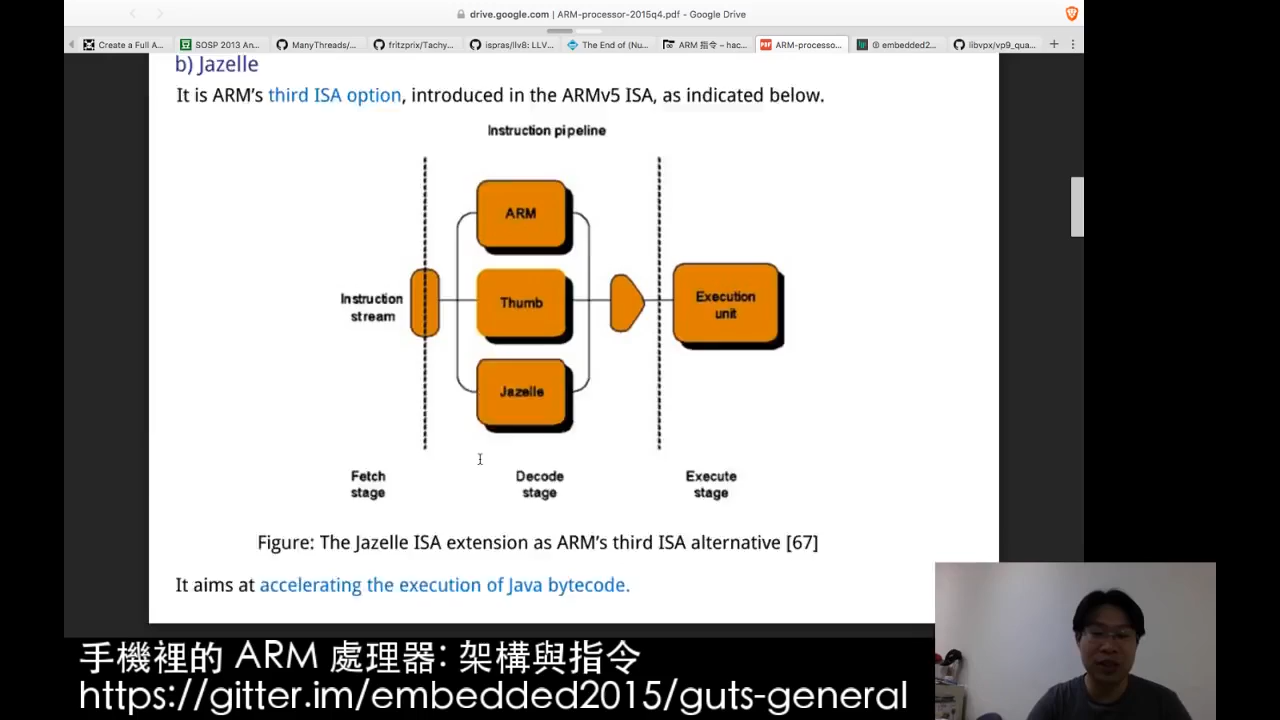 drive.google.com | ARM-processor-2015q4.pdf - Google Drive
Create a Full A... SOSP 2013 An... ManyThreads/... fritzprix/Tachy... ispras/llv8: LLV... The End of (Nu... ARM 指令 – hac... ARM-processo... embedded2... libvpx/vp9_qua...
b) Jazelle
It is ARM's third ISA option, introduced in the ARMv5 ISA, as indicated below.
Instruction pipeline
ARM
Instruction
stream
Thumb
Execution
unit
Jazelle
Fetch
stage
Decode
stage
Execute
stage
Figure: The Jazelle ISA extension as ARM's third ISA alternative [67]
It aims at accelerating the execution of Java bytecode.
手機裡的 ARM 處理器: 架構與指令
https://gitter.im/embedded2015/guts-general